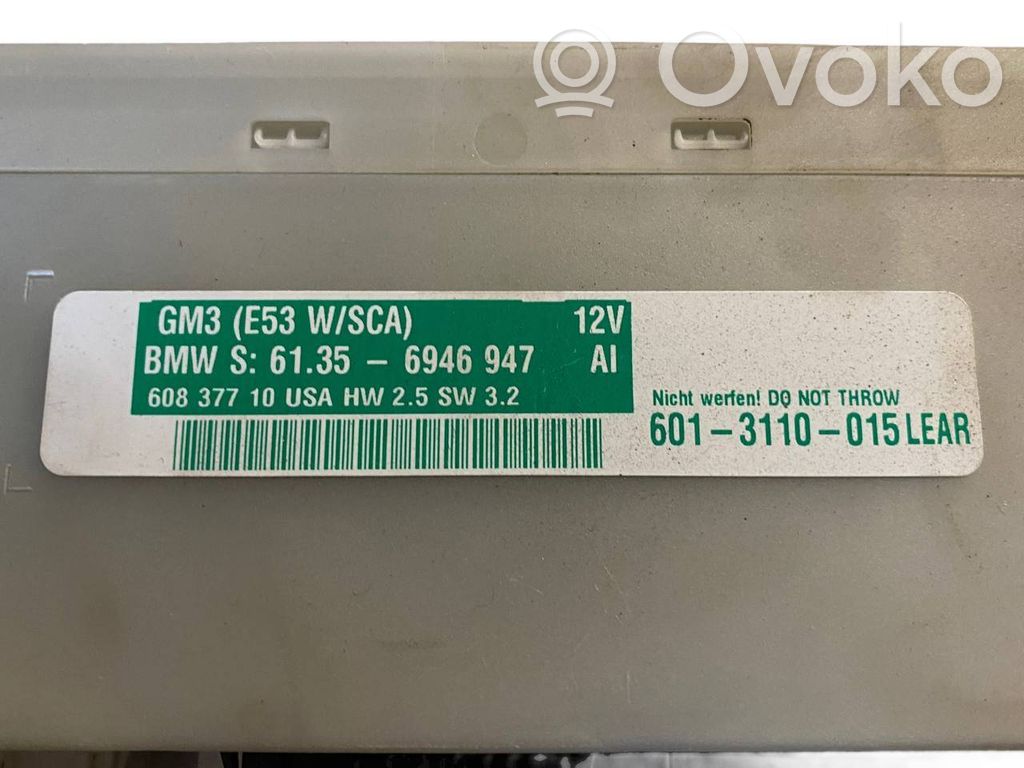 Ovoko
GM3 (E53 W/SCA) 12V
BMW S: 61.35 – 6946 947 AI
608 377 10 USA HW 2.5 SW 3.2
Nicht werfen! DO NOT THROW
601–3110–015 LEAR